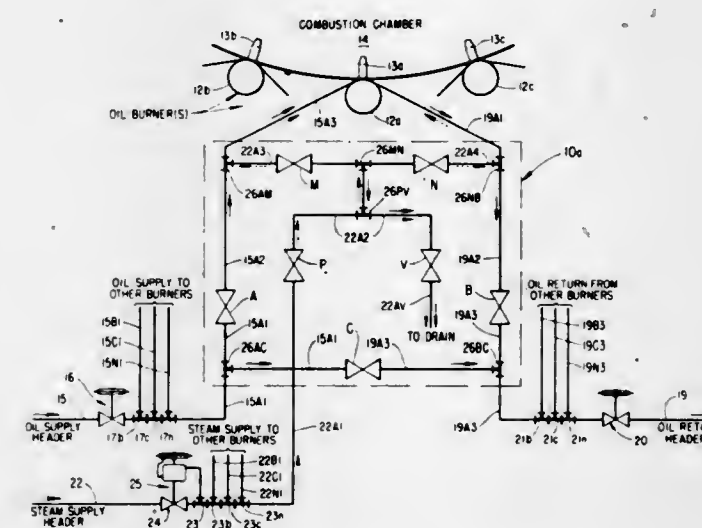 COMBUSTION CHAMBER
13b 14 13c
13a
12b 12a 12c
OIL BURNER(S)
15A3 19A1
22A3 26MN 22A4 10a
M N
26AM 26PV 26NB
22A2
15A2 P V 19A2
OIL SUPPLY TO
OTHER BURNERS
OIL RETURN FROM
OTHER BURNERS
A B
22AV
15B1 15A1 19A3 19B3
TO DRAIN
15C1 26AC C 26BC 19C3
15N1 15A1 19A3 19N3
16
15 15A1 19A3 19
OIL SUPPLY
HEADER
17b 17c 17n
STEAM SUPPLY TO
OTHER BURNERS
22A1
21b 21c 21n 20
OIL RETURN
HEADER
22B1
25 22C1
22 22N1
STEAM SUPPLY
HEADER
24 23 23b 23c 23n